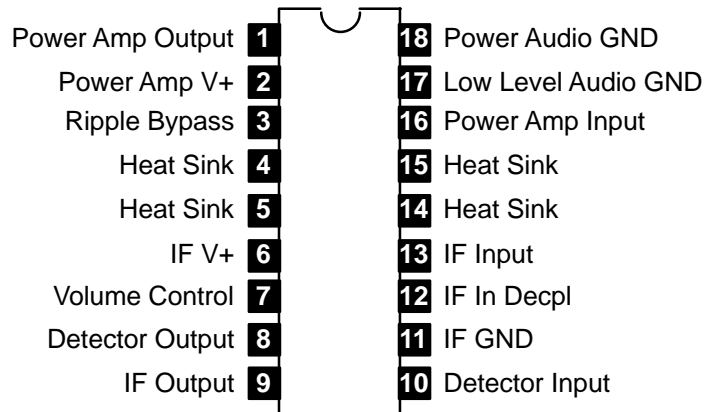 Power Amp Output 1 18 Power Audio GND
Power Amp V+ 2 17 Low Level Audio GND
Ripple Bypass 3 16 Power Amp Input
Heat Sink 4 15 Heat Sink
Heat Sink 5 14 Heat Sink
IF V+ 6 13 IF Input
Volume Control 7 12 IF In Decpl
Detector Output 8 11 IF GND
IF Output 9 10 Detector Input